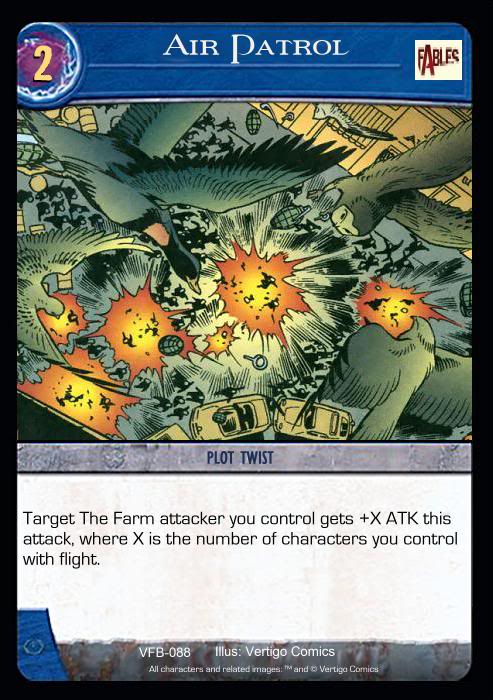 2
AIR PATROL
FABLES
PLOT TWIST
Target The Farm attacker you control gets +X ATK this
attack, where X is the number of characters you control
with flight.
VFB-088 Illus: Vertigo Comics
All characters and related images: ™ and © Vertigo Comics